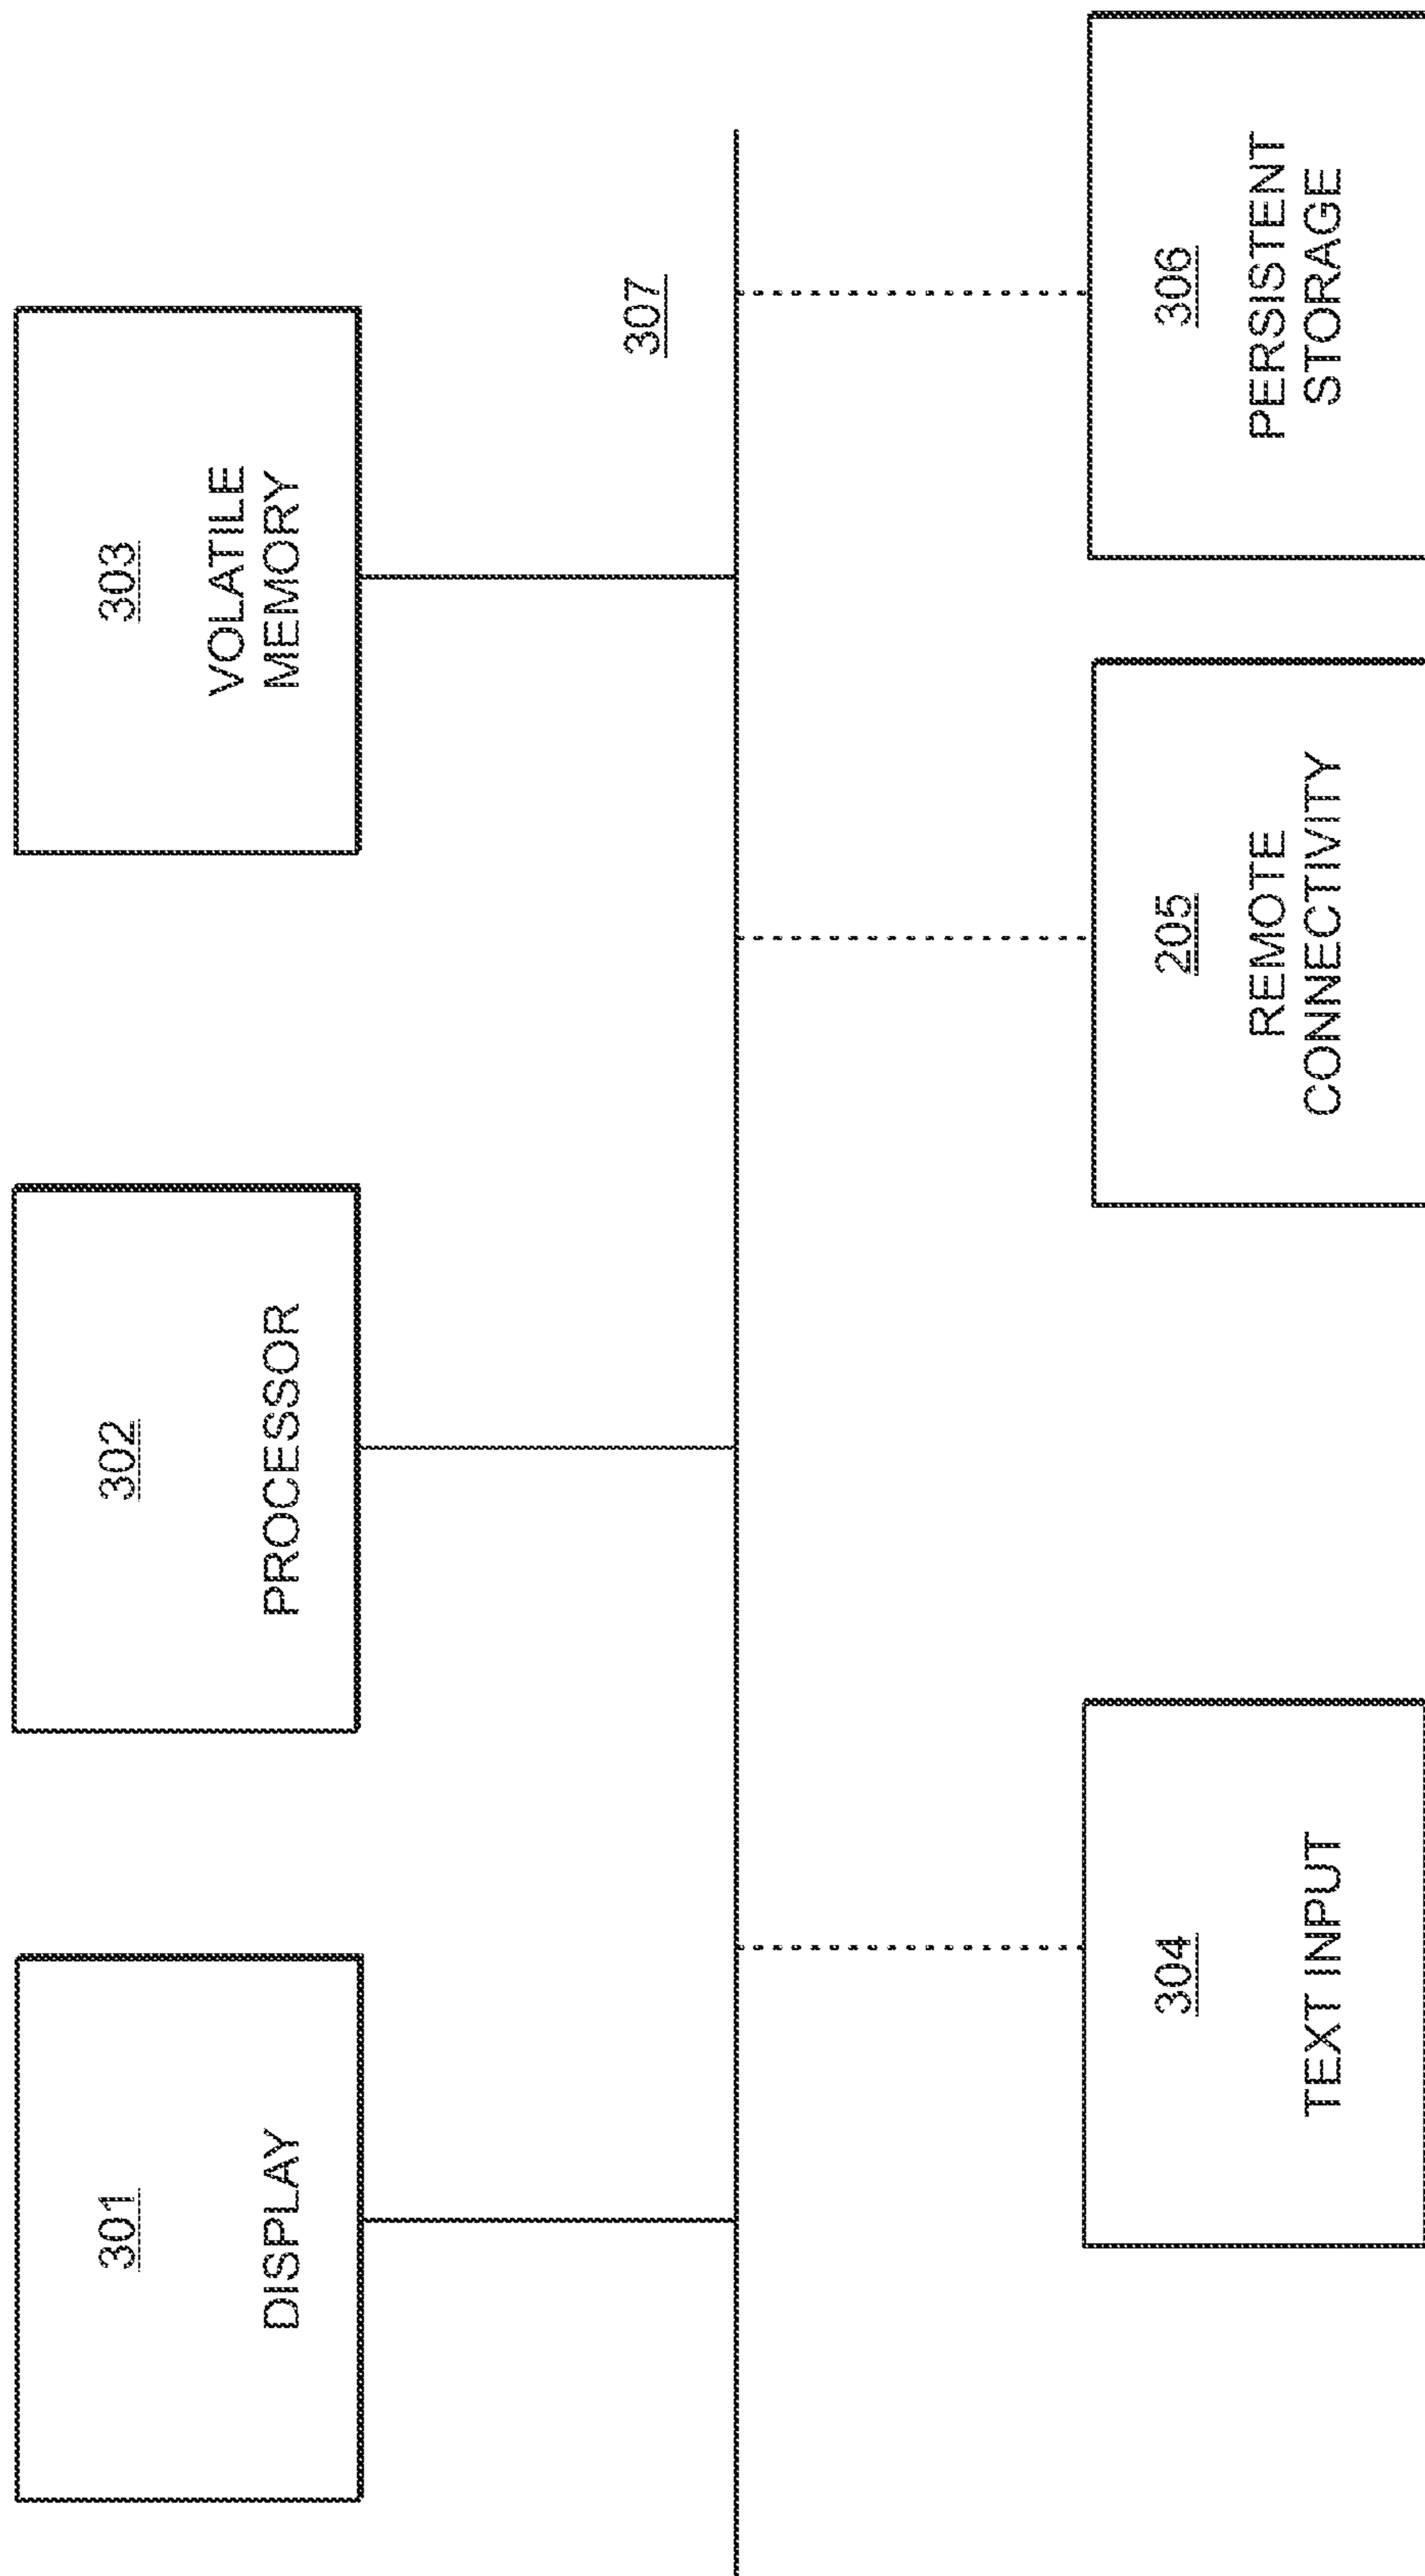 301
DISPLAY
302
PROCESSOR
303
VOLATILE
MEMORY
307
304
TEXT INPUT
205
REMOTE
CONNECTIVITY
306
PERSISTENT
STORAGE